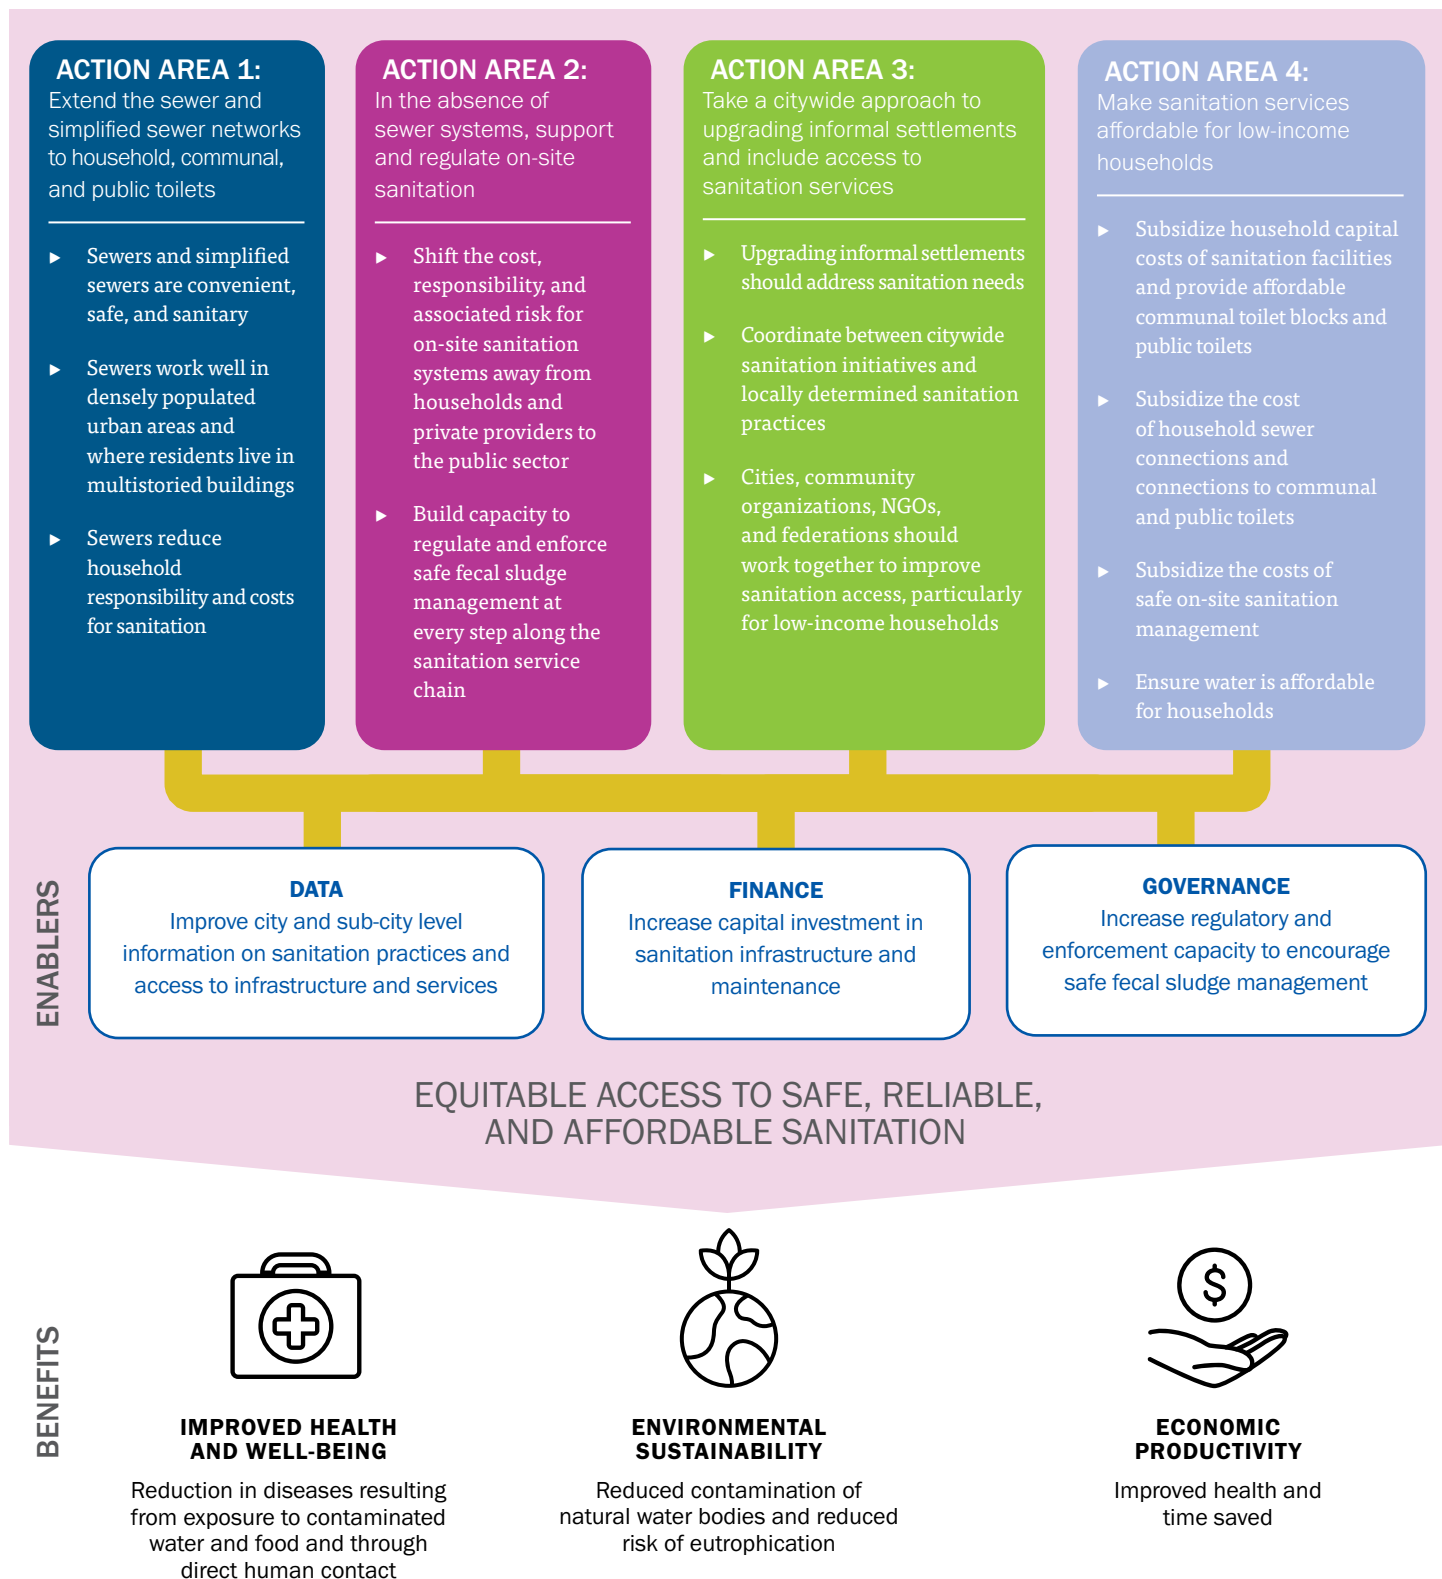 ACTION AREA 1:
Extend the sewer and
simplified sewer networks
to household, communal,
and public toilets
► Sewers and simplified
sewers are convenient,
safe, and sanitary
► Sewers work well in
densely populated
urban areas and
where residents live in
multistoried buildings
► Sewers reduce
household
responsibility and costs
for sanitation
ACTION AREA 2:
In the absence of
sewer systems, support
and regulate on-site
sanitation
► Shift the cost,
responsibility, and
associated risk for
on-site sanitation
systems away from
households and
private providers to
the public sector
► Build capacity to
regulate and enforce
safe fecal sludge
management at
every step along the
sanitation service
chain
ACTION AREA 3:
Take a citywide approach to
upgrading informal settlements
and include access to
sanitation services
► Upgrading informal settlements
should address sanitation needs
► Coordinate between citywide
sanitation initiatives and
locally determined sanitation
practices
► Cities, community
organizations, NGOs,
and federations should
work together to improve
sanitation access, particularly
for low-income households
ACTION AREA 4:
Make sanitation services
affordable for low-income
households
► Subsidize household capital
costs of sanitation facilities
and provide affordable
communal toilet blocks and
public toilets
► Subsidize the cost
of household sewer
connections and
connections to communal
and public toilets
► Subsidize the costs of
safe on-site sanitation
management
► Ensure water is affordable
for households
ENABLERS
DATA
Improve city and sub-city level
information on sanitation practices and
access to infrastructure and services
FINANCE
Increase capital investment in
sanitation infrastructure and
maintenance
GOVERNANCE
Increase regulatory and
enforcement capacity to encourage
safe fecal sludge management
EQUITABLE ACCESS TO SAFE, RELIABLE,
AND AFFORDABLE SANITATION
BENEFITS
$
IMPROVED HEALTH
AND WELL-BEING
Reduction in diseases resulting
from exposure to contaminated
water and food and through
direct human contact
ENVIRONMENTAL
SUSTAINABILITY
Reduced contamination of
natural water bodies and reduced
risk of eutrophication
ECONOMIC
PRODUCTIVITY
Improved health and
time saved